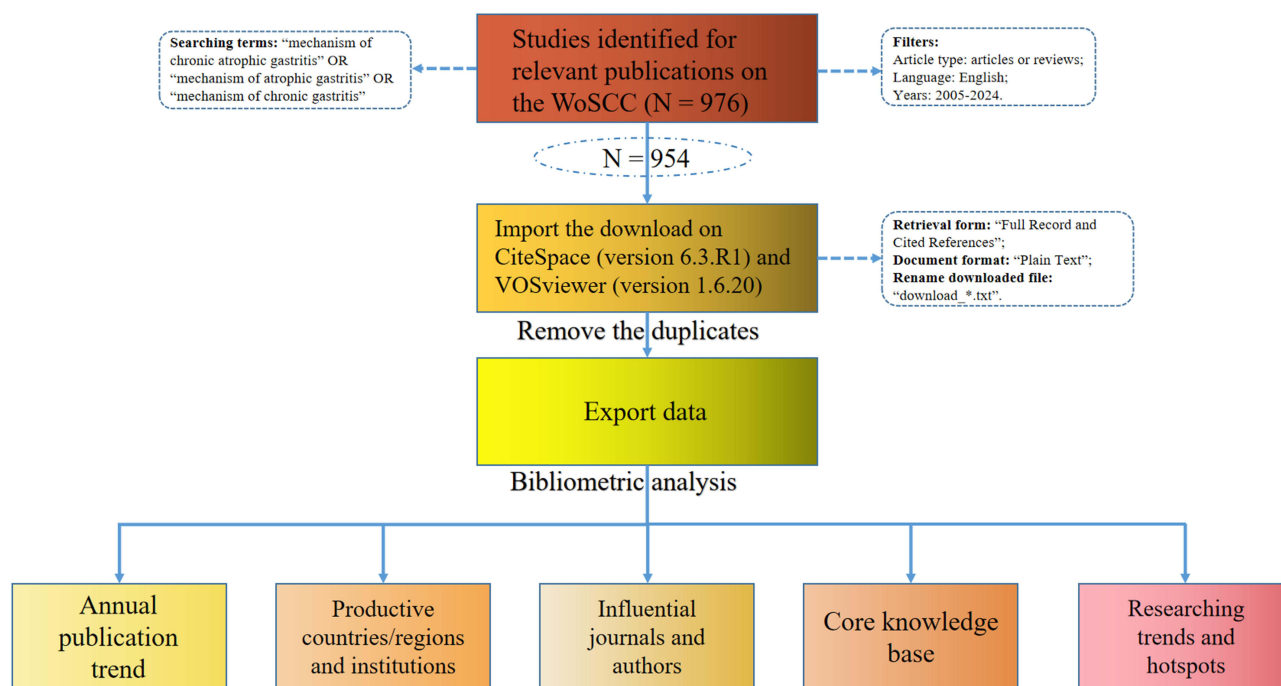 Searching terms: “mechanism of
chronic atrophic gastritis” OR
“mechanism of atrophic gastritis” OR
“mechanism of chronic gastritis”
Studies identified for
relevant publications on
the WoSCC (N = 976)
Filters:
Article type: articles or reviews;
Language: English;
Years: 2005-2024.
N = 954
Import the download on
CiteSpace (version 6.3.R1) and
VOSviewer (version 1.6.20)
Retrieval form: “Full Record and
Cited References”;
Document format: “Plain Text”;
Rename downloaded file:
“download_*.txt”.
Remove the duplicates
Export data
Bibliometric analysis
Annual
publication
trend
Productive
countries/regions
and institutions
Influential
journals and
authors
Core knowledge
base
Researching
trends and
hotspots